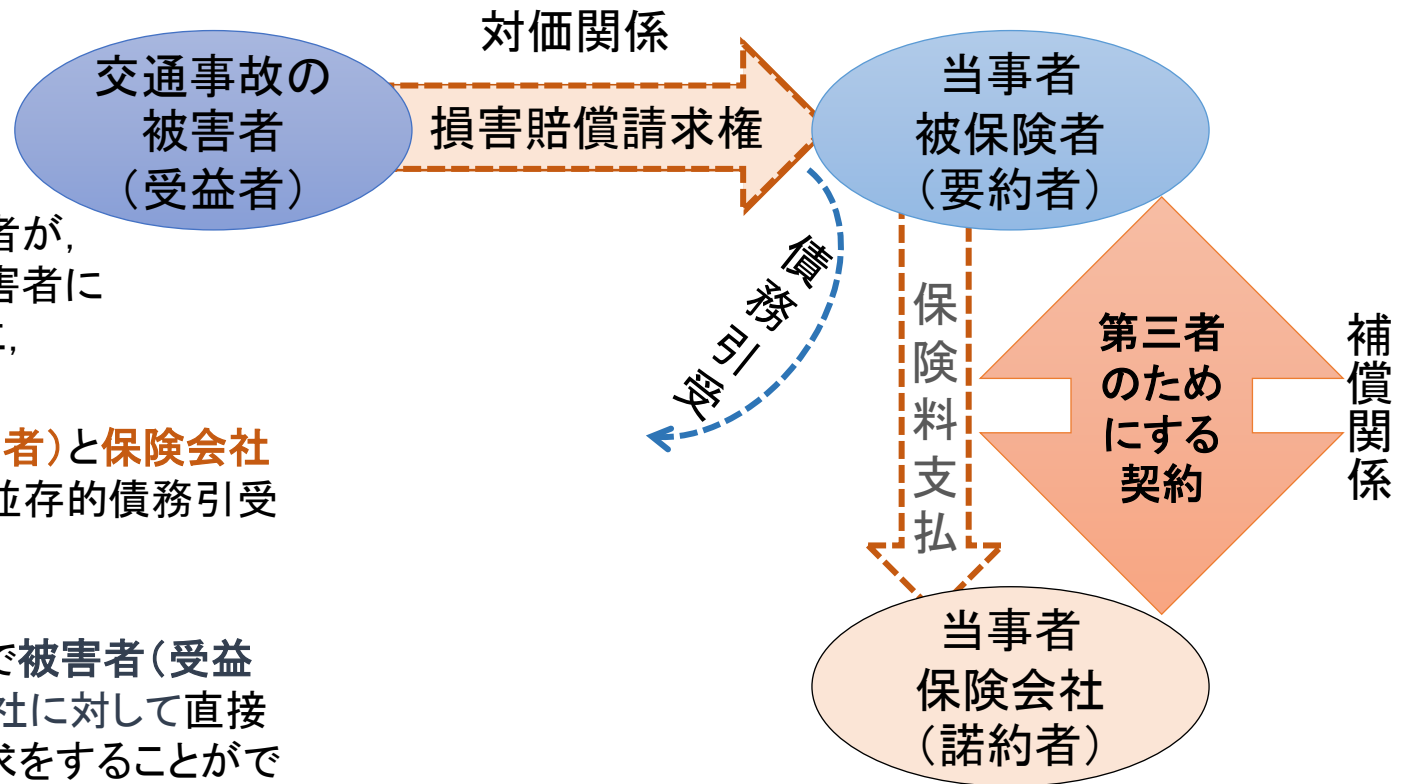 対価関係
交通事故の
被害者
（受益者）
損害賠償請求権
当事者
被保険者
（要約者）
者が，
害者に
，
債務引受
保険料支払
第三者
のため
にする
契約
補償関係
者）と保険会社
並存的債務引受
で被害者（受益
社に対して直接
求をすることがで
当事者
保険会社
（諾約者）